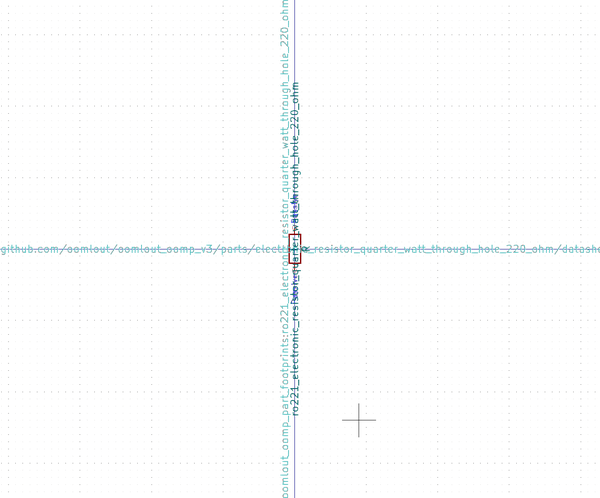 oomlout_oomp_part_footprints:ro221_electronic_resistor_quarter_watt_through_hole_220_ohm
ro221_electronic_resistor_quarter_watt_through_hole_220_ohm
github.com/oomlout/oomlout_oomp_v3/parts/electronic_resistor_quarter_watt_through_hole_220_ohm/datashe
R